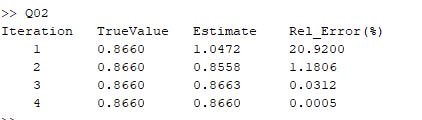 >> Q02
Iteration TrueValue Estimate Rel_Error(%)
1 0.8660 1.0472 20.9200
2 0.8660 0.8558 1.1806
3 0.8660 0.8663 0.0312
4 0.8660 0.8660 0.0005
>>